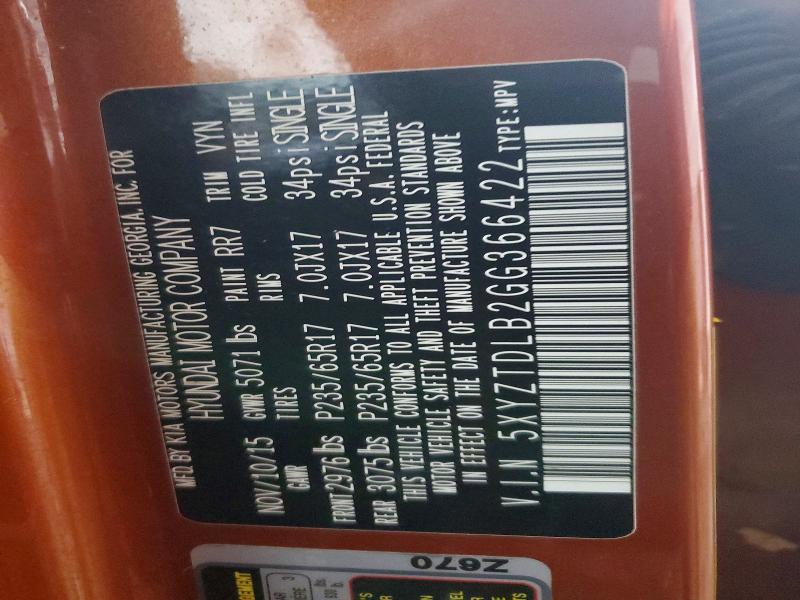 MFD BY KIA MOTORS MANUFACTURING GEORGIA, INC. FOR
HYUNDAI MOTOR COMPANY
NOV/10/15 GVWR 5071 lbs PAINT RR7 TRIM VYN
GAWR TIRES RIMS COLD TIRE INFL
FRONT 2976 lbs P235/65R17 7.0JX17 34psi SINGLE
REAR 3075 lbs P235/65R17 7.0JX17 34psi SINGLE
THIS VEHICLE CONFORMS TO ALL APPLICABLE U.S.A. FEDERAL
MOTOR VEHICLE SAFETY AND THEFT PREVENTION STANDARDS
IN EFFECT ON THE DATE OF MANUFACTURE SHOWN ABOVE
V.I.N 5XYZTDLB2GG366422 TYPE:MPV
Z670